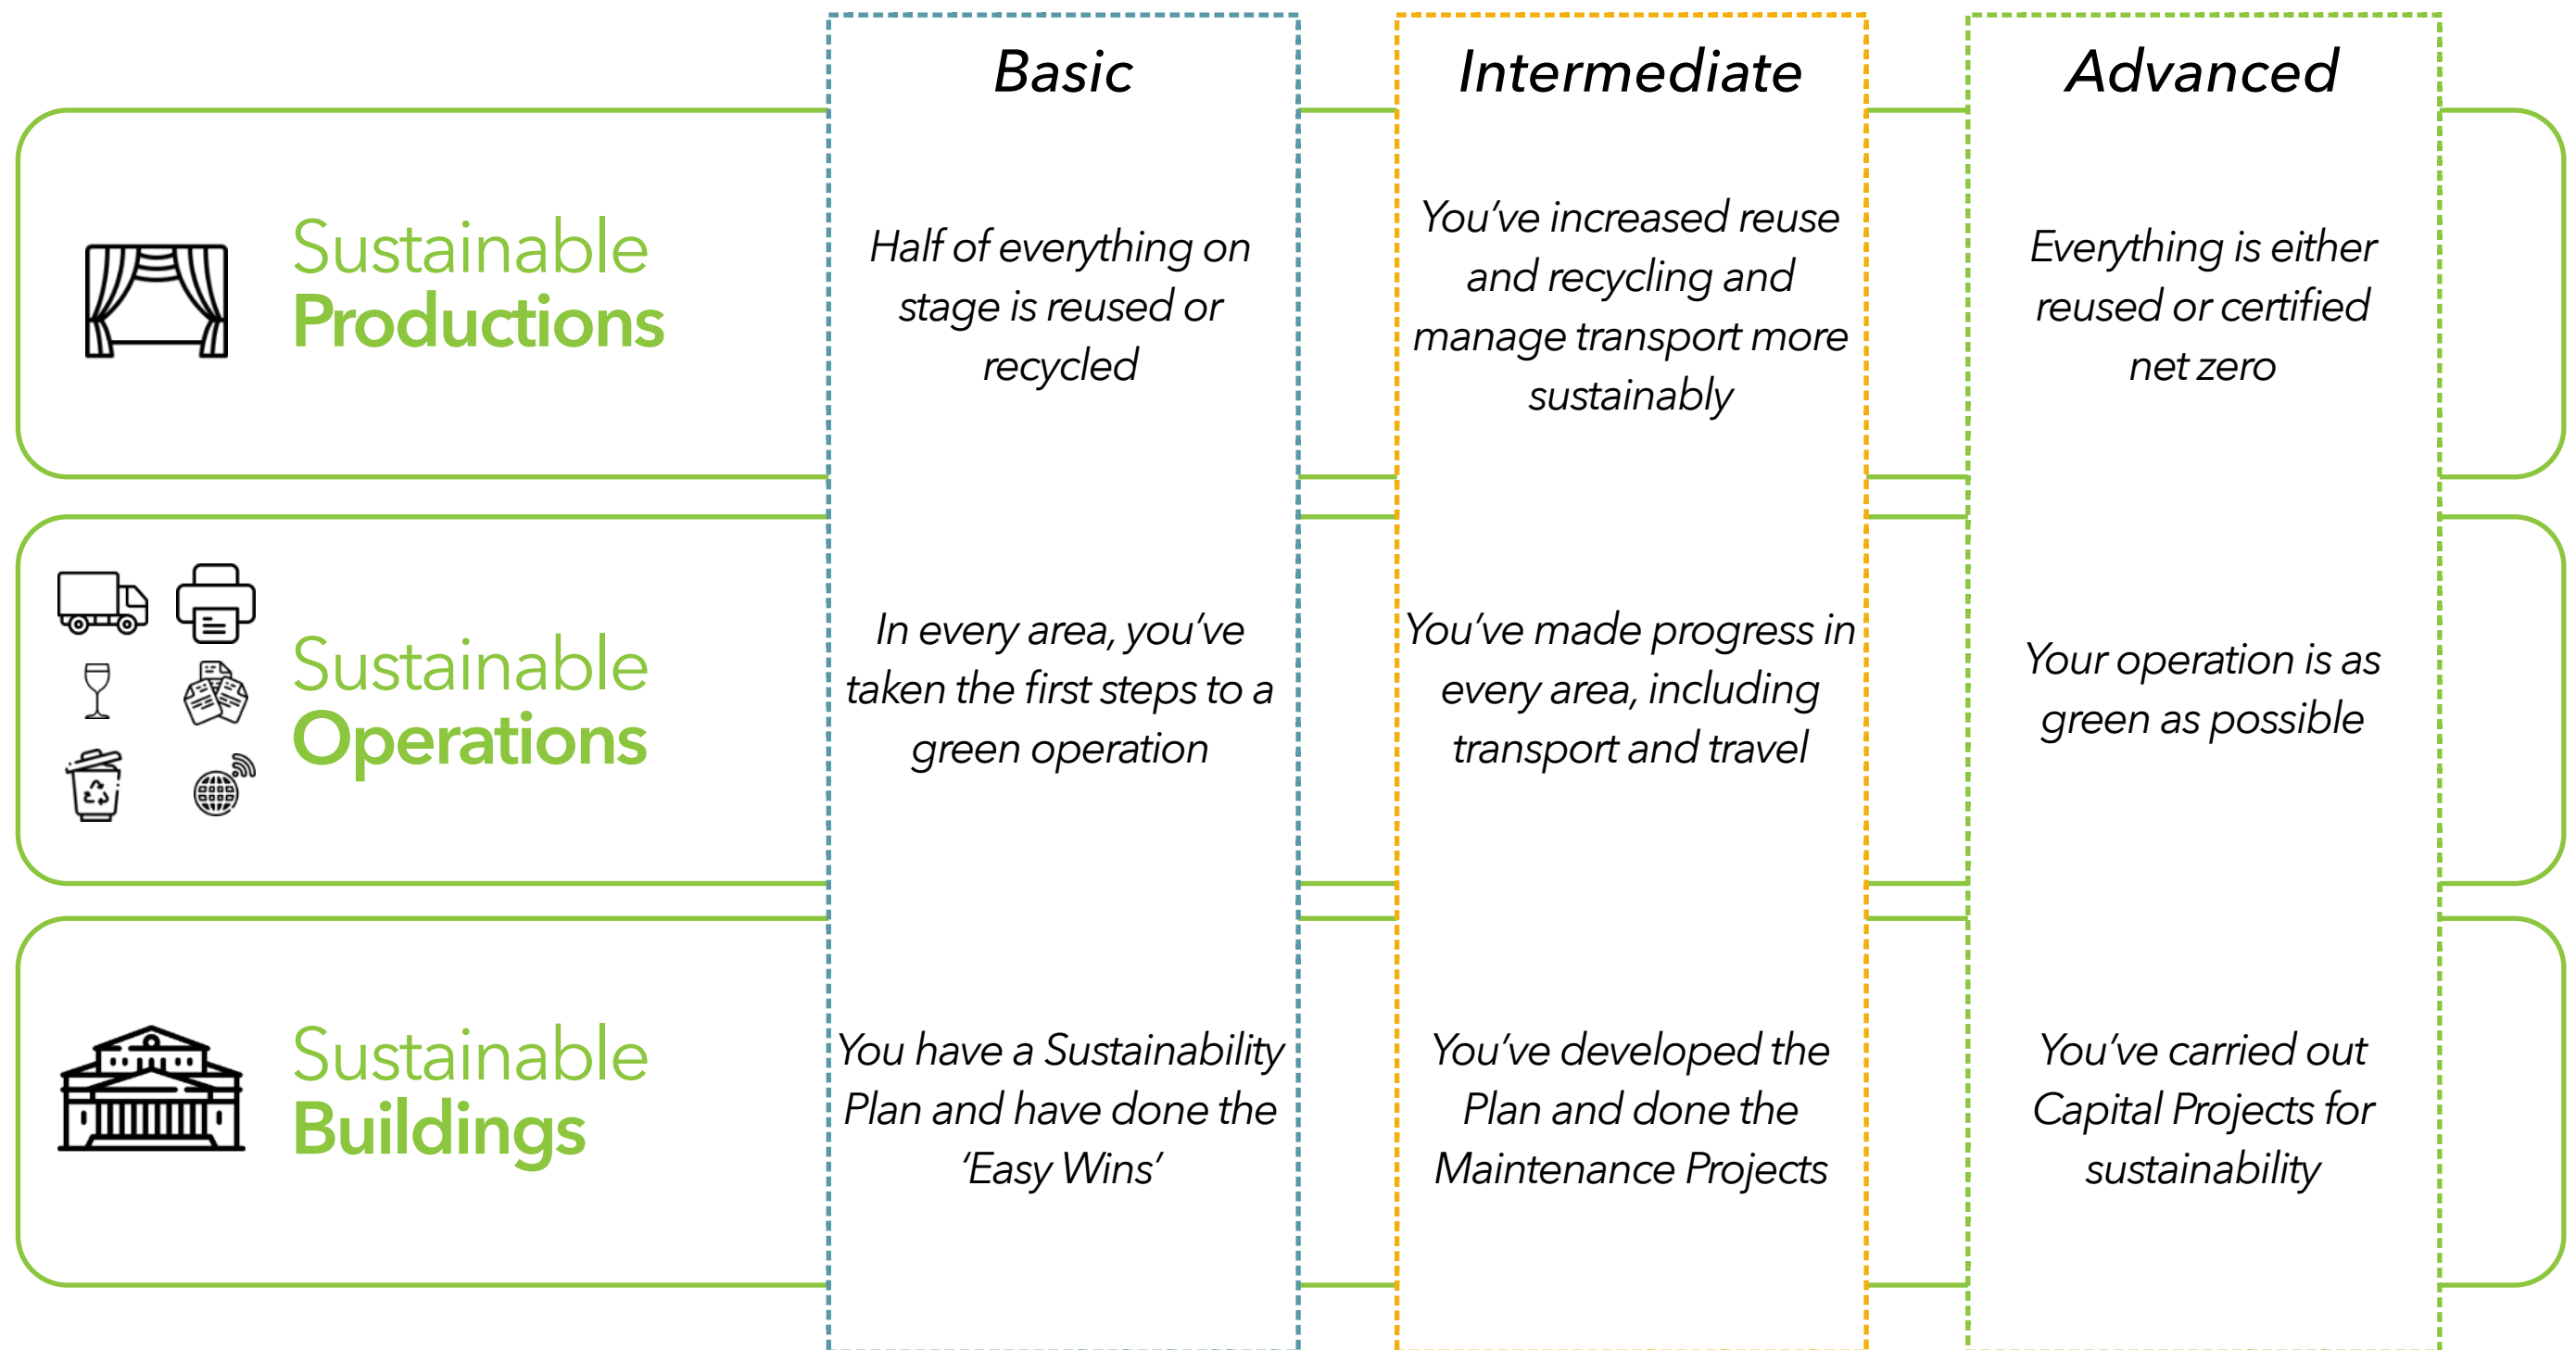 Basic
Intermediate
Advanced
Sustainable
Productions
Half of everything on
stage is reused or
recycled
You’ve increased reuse
and recycling and
manage transport more
sustainably
Everything is either
reused or certified
net zero
Sustainable
Operations
In every area, you’ve
taken the first steps to a
green operation
You’ve made progress in
every area, including
transport and travel
Your operation is as
green as possible
Sustainable
Buildings
You have a Sustainability
Plan and have done the
‘Easy Wins’
You’ve developed the
Plan and done the
Maintenance Projects
You’ve carried out
Capital Projects for
sustainability